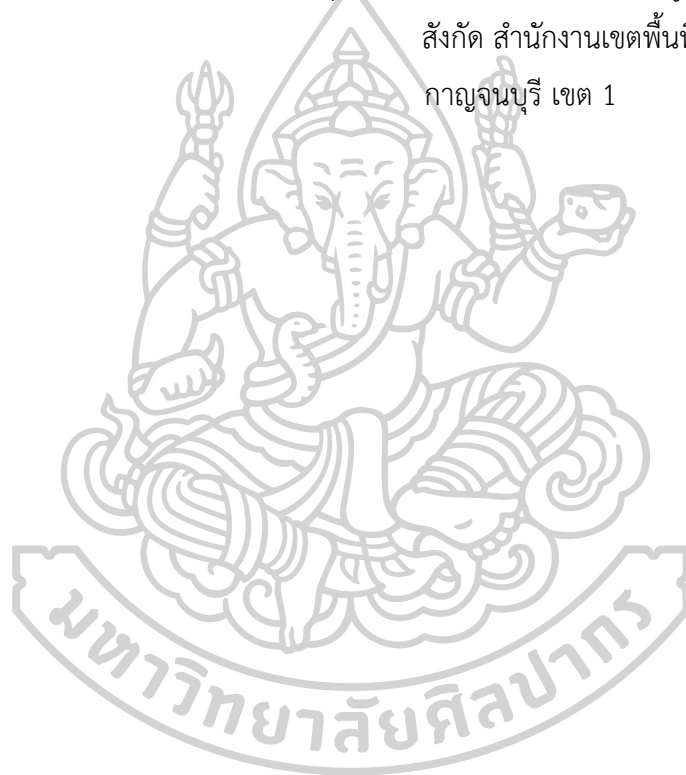 สังกัด สำนักงานเขตพื้นที่
กาญจนบุรี เขต 1
มหาวิทยาลัยศิลปากร